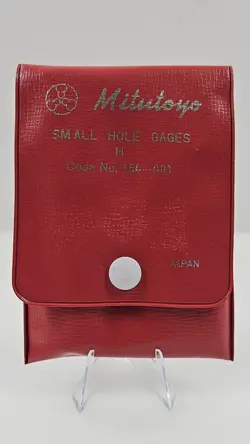 Mitutoyo
SMALL HOLE GAGES
H
Code No. 154-901
JAPAN